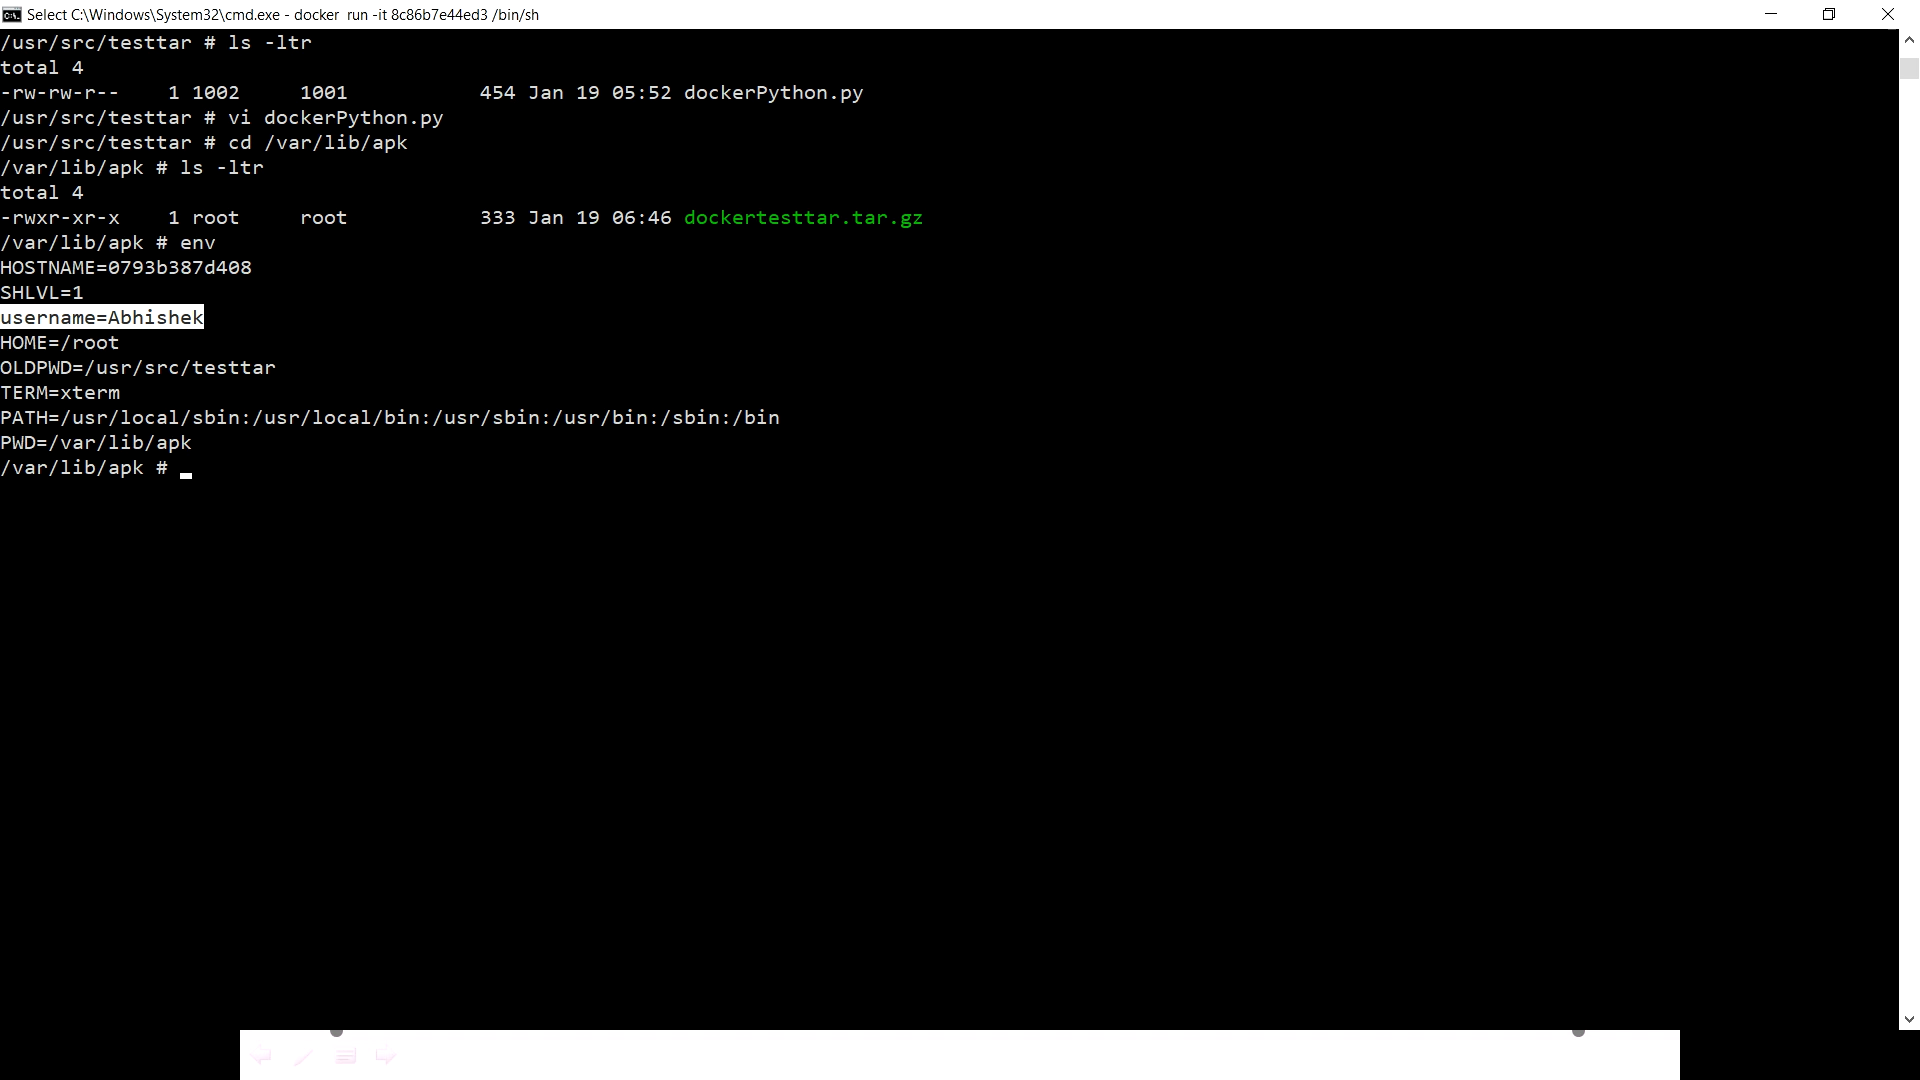 Select C:\Windows\System32\cmd.exe - docker  run -it 8c86b7e44ed3 /bin/sh
/usr/src/testtar # ls -ltr
total 4
-rw-rw-r--    1 1002     1001           454 Jan 19 05:52 dockerPython.py
/usr/src/testtar # vi dockerPython.py
/usr/src/testtar # cd /var/lib/apk
/var/lib/apk # ls -ltr
total 4
-rwxr-xr-x    1 root     root           333 Jan 19 06:46 dockertesttar.tar.gz
/var/lib/apk # env
HOSTNAME=0793b387d408
SHLVL=1
username=Abhishek
HOME=/root
OLDPWD=/usr/src/testtar
TERM=xterm
PATH=/usr/local/sbin:/usr/local/bin:/usr/sbin:/usr/bin:/sbin:/bin
PWD=/var/lib/apk
/var/lib/apk #